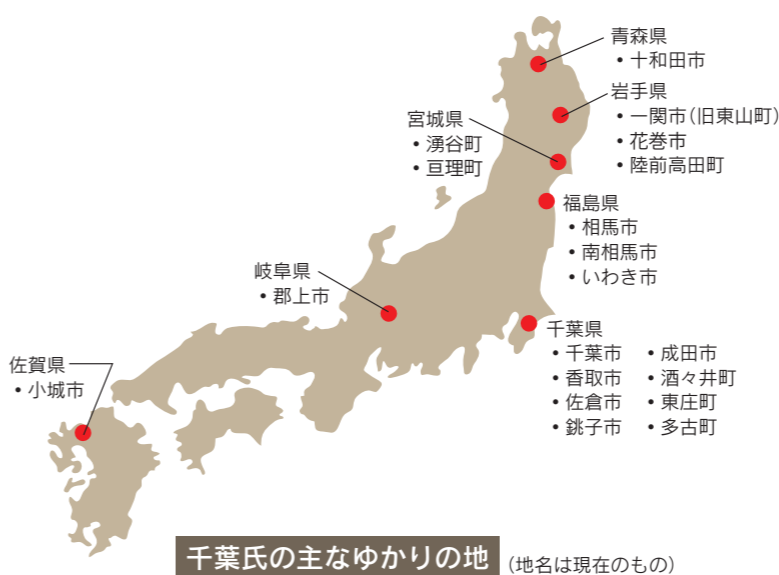 青森県
・十和田市
岩手県
・一関市（旧東山町）
・花巻市
・陸前高田町
宮城県
・湧谷町
・亘理町
福島県
・相馬市
・南相馬市
・いわき市
岐阜県
・郡上市
千葉県
・千葉市 ・成田市
・香取市 ・酒々井町
・佐倉市 ・東庄町
・銚子市 ・多古町
佐賀県
・小城市
千葉氏の主なゆかりの地（地名は現在のもの）